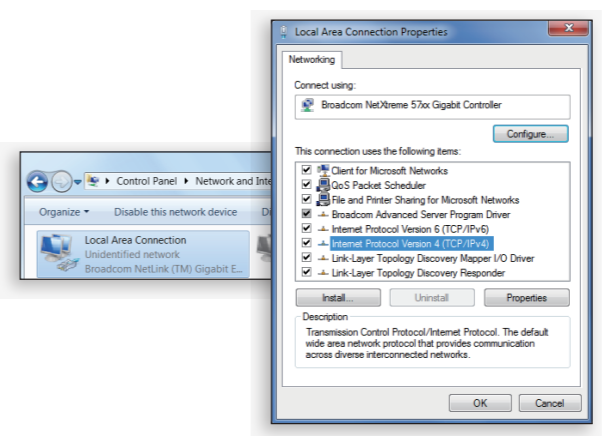 Control Panel
Network and Inte
Organize
Disable this network device
Local Area Connection
Unidentified network
Broadcom NetLink (TM) Gigabit E...
Local Area Connection Properties
Networking
Connect using:
Broadcom NetXtreme 57xx Gigabit Controller
Configure...
This connection uses the following items:
Client for Microsoft Networks
QoS Packet Scheduler
File and Printer Sharing for Microsoft Networks
Broadcom Advanced Server Program Driver
Internet Protocol Version 6 (TCP/IPv6)
Internet Protocol Version 4 (TCP/IPv4)
Link-Layer Topology Discovery Mapper I/O Driver
Link-Layer Topology Discovery Responder
Install...
Uninstall
Properties
Description
Transmission Control Protocol/Internet Protocol. The default
wide area network protocol that provides communication
across diverse interconnected networks.
OK
Cancel